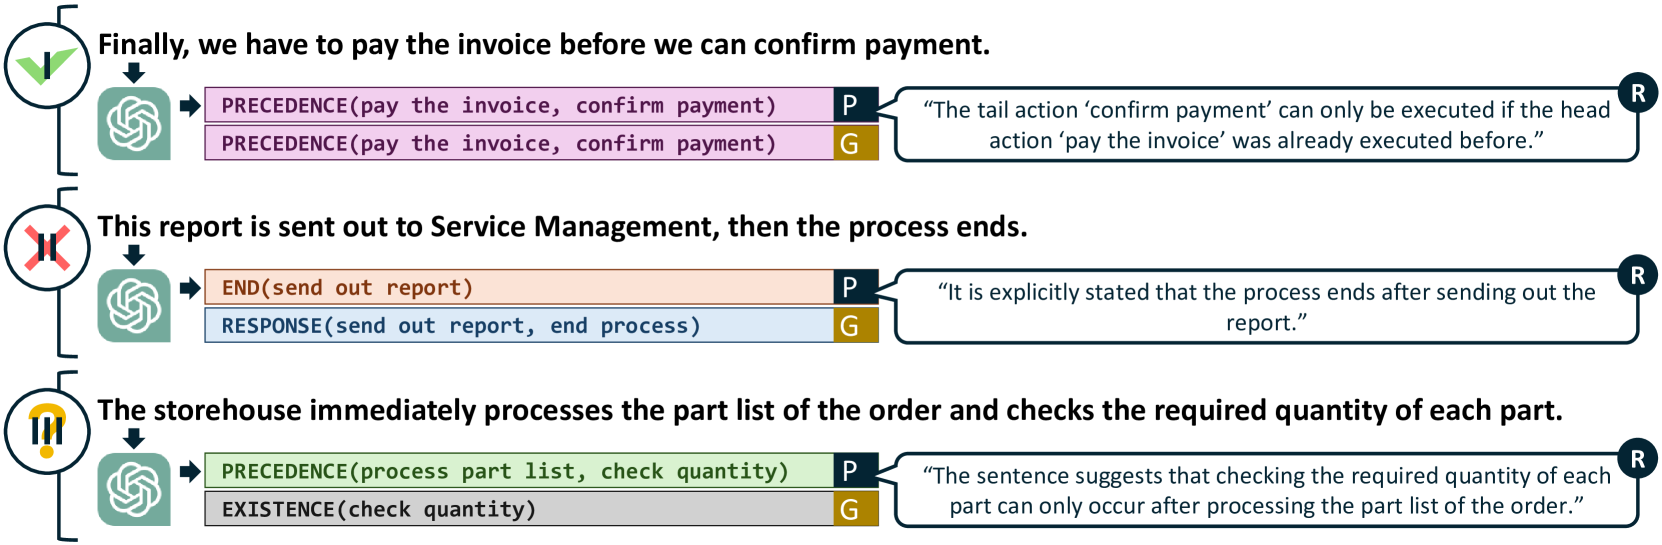 I
Finally, we have to pay the invoice before we can confirm payment.
PRECEDENCE(pay the invoice, confirm payment) P
PRECEDENCE(pay the invoice, confirm payment) G
R
“The tail action ‘confirm payment’ can only be executed if the head
action ‘pay the invoice’ was already executed before.”
II
This report is sent out to Service Management, then the process ends.
END(send out report) P
RESPONSE(send out report, end process) G
R
“It is explicitly stated that the process ends after sending out the
report.”
III
The storehouse immediately processes the part list of the order and checks the required quantity of each part.
PRECEDENCE(process part list, check quantity) P
EXISTENCE(check quantity) G
R
“The sentence suggests that checking the required quantity of each
part can only occur after processing the part list of the order.”